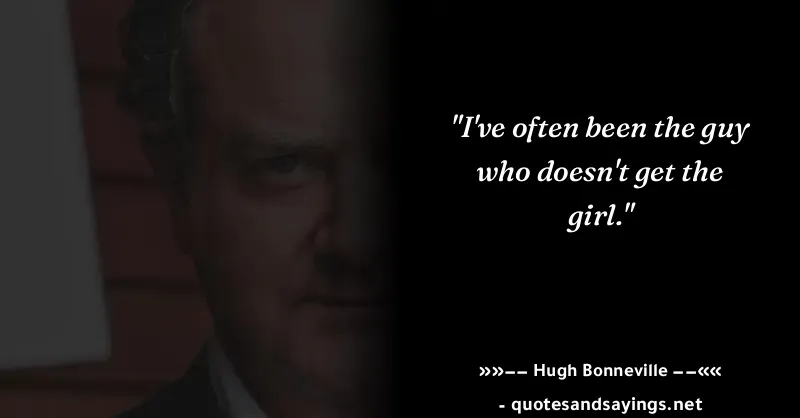 "I've often been the guy
who doesn't get the
girl."
»»−− Hugh Bonneville −−««
- quotesandsayings.net